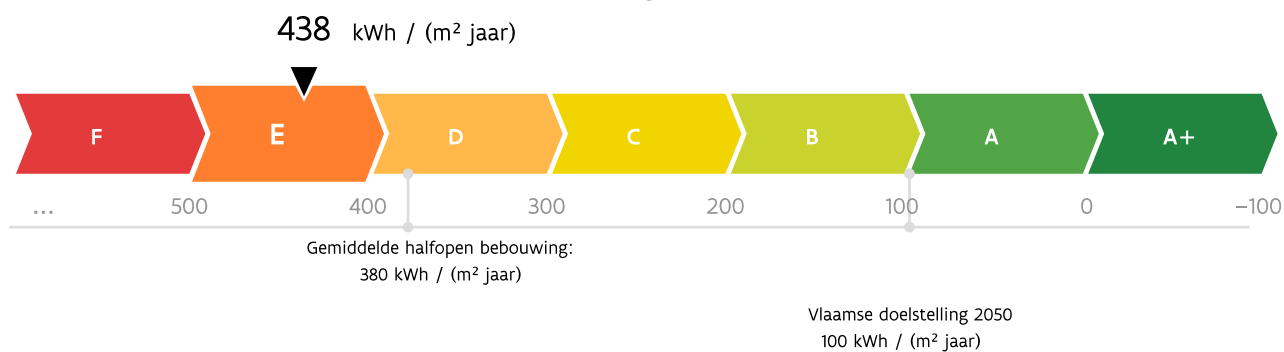 438 kWh / (m² jaar)
F E D C B A A+
... 500 400 300 200 100 0 −100
Gemiddelde halfopen bebouwing:
380 kWh / (m² jaar)
Vlaamse doelstelling 2050
100 kWh / (m² jaar)